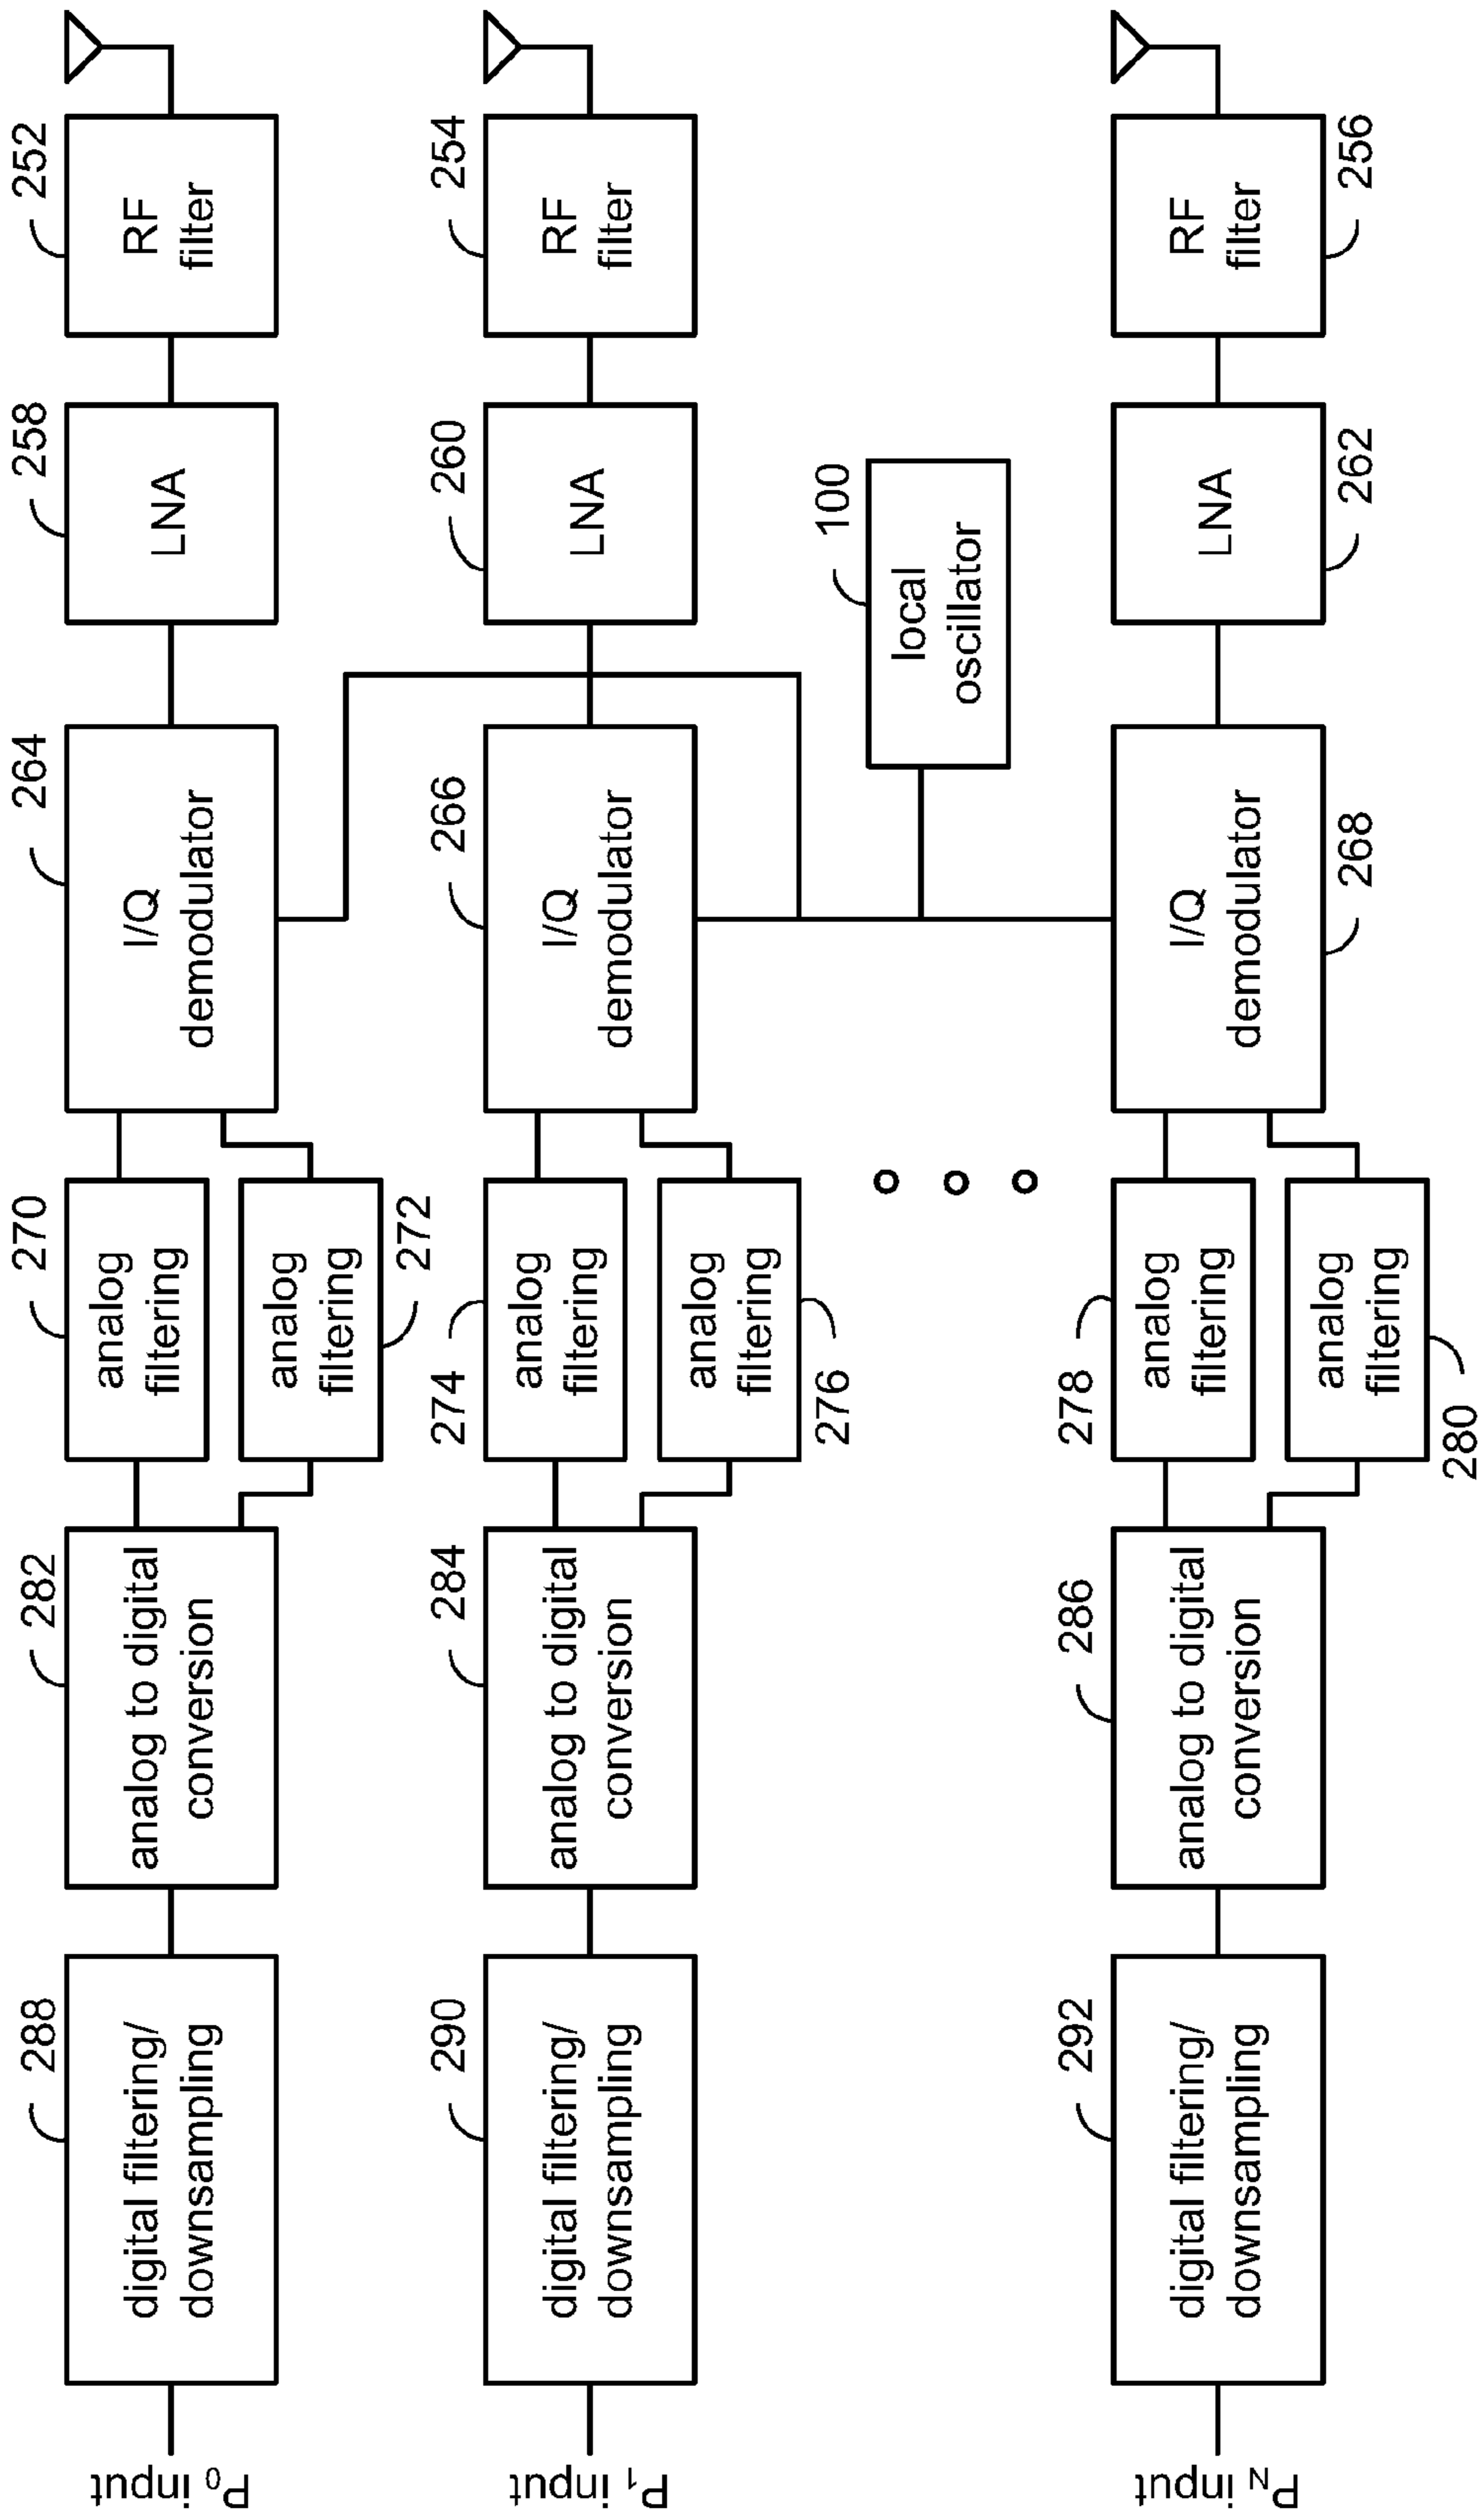 P₀ input
288
digital filtering/
downsampling
282
analog to digital
conversion
270
analog
filtering
analog
filtering
272
264
I/Q
demodulator
258
LNA
252
RF
filter
P₁ input
290
digital filtering/
downsampling
284
analog to digital
conversion
274
analog
filtering
analog
filtering
276
266
I/Q
demodulator
260
LNA
254
RF
filter
100
local
oscillator
P_N input
292
digital filtering/
downsampling
286
analog to digital
conversion
278
analog
filtering
analog
filtering
280
I/Q
demodulator
268
LNA
262
RF
filter
256